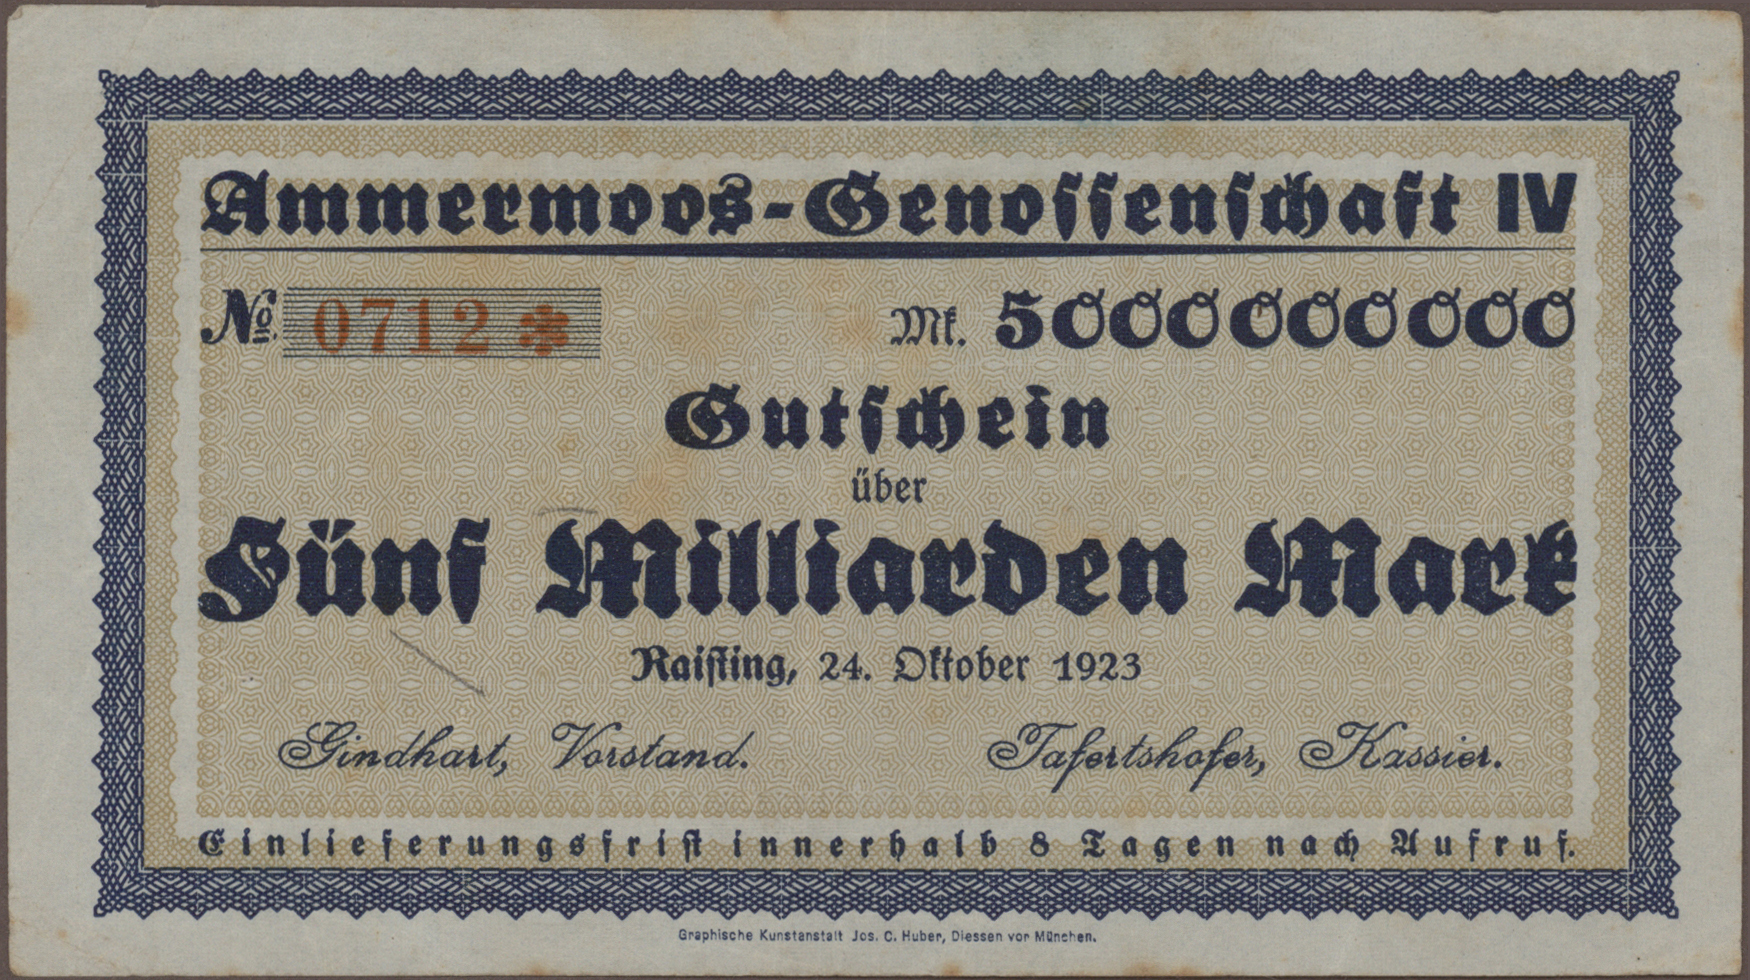 Ammermoos-Genossenschaft IV
No. 0712 * Mk. 5000000000
Gutschein
über
Fünf Milliarden Mark
Raisting, 24. Oktober 1923
Gindhart, Vorstand. Tafertshofer, Kassier.
Einlieferungsfrist innerhalb 8 Tagen nach Aufruf.
Graphische Kunstanstalt Jos. C. Huber, Diessen vor München.